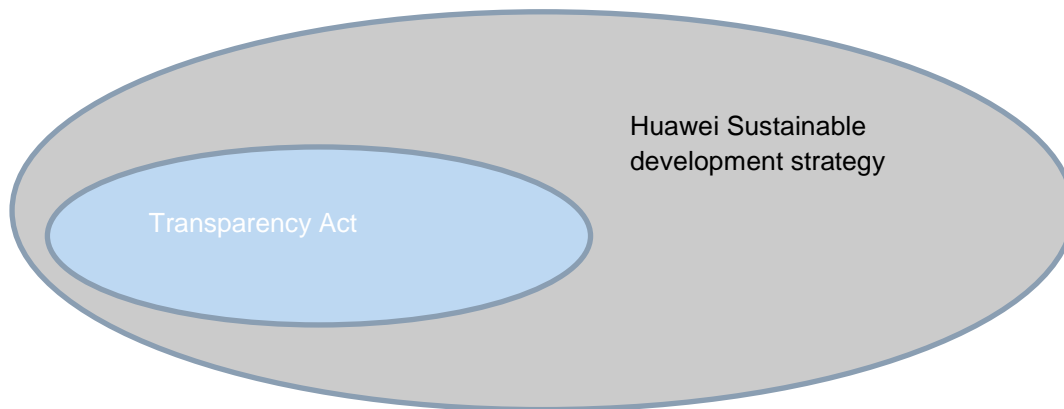 Huawei Sustainable
development strategy
Transparency Act